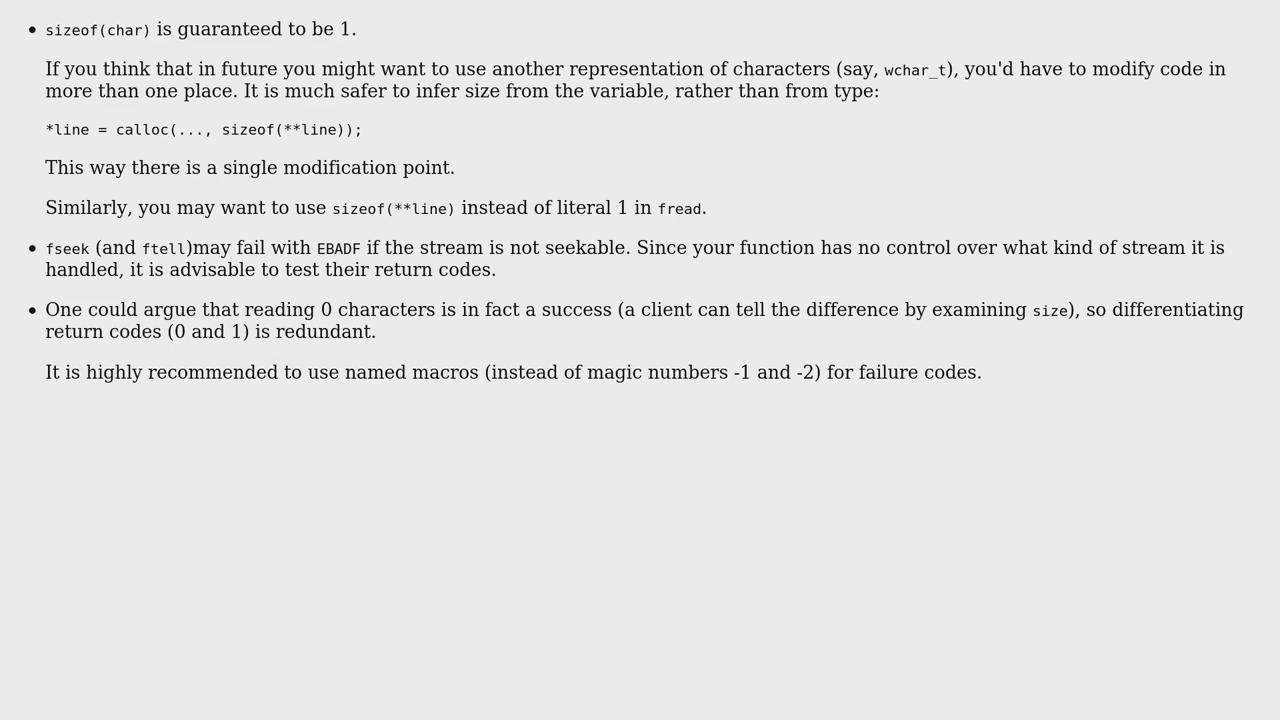 • sizeof(char) is guaranteed to be 1.
If you think that in future you might want to use another representation of characters (say, wchar_t), you'd have to modify code in
more than one place. It is much safer to infer size from the variable, rather than from type:
*line = calloc(..., sizeof(**line));
This way there is a single modification point.
Similarly, you may want to use sizeof(**line) instead of literal 1 in fread.
• fseek (and ftell)may fail with EBADF if the stream is not seekable. Since your function has no control over what kind of stream it is
handled, it is advisable to test their return codes.
• One could argue that reading 0 characters is in fact a success (a client can tell the difference by examining size), so differentiating
return codes (0 and 1) is redundant.
It is highly recommended to use named macros (instead of magic numbers -1 and -2) for failure codes.